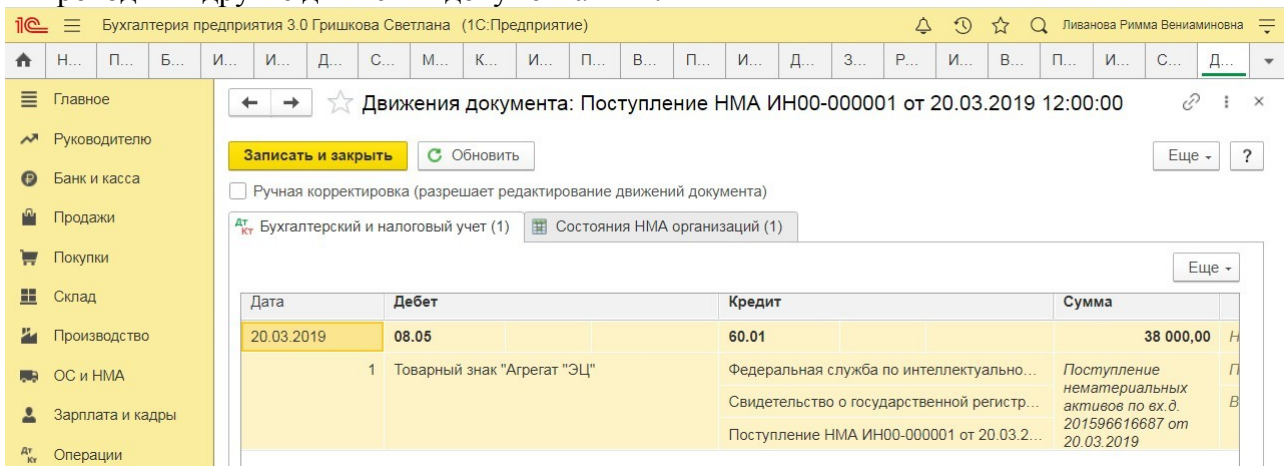 1С Бухгалтерия предприятия 3.0 Гришкова Светлана (1С:Предприятие) Ливанова Римма Вениаминовна
Н... П... Б... И... И... Д... С... М... К... И... П... В... П... И... Д... З... Р... И... В... П... И... С... Д...
Главное
Руководителю
Банк и касса
Продажи
Покупки
Склад
Производство
ОС и НМА
Зарплата и кадры
Операции
Движения документа: Поступление НМА ИН00-000001 от 20.03.2019 12:00:00
Записать и закрыть Обновить Еще ?
Ручная корректировка (разрешает редактирование движений документа)
Бухгалтерский и налоговый учет (1) Состояния НМА организаций (1)
Еще
Дата Дебет Кредит Сумма
20.03.2019 08.05 60.01 38 000,00 Н
1 Товарный знак "Агрегат "ЭЦ" Федеральная служба по интеллектуально... Поступление
нематериальных
активов по вх.д.
201596616687 от
20.03.2019
Свидетельство о государственной регистр...
Поступление НМА ИН00-000001 от 20.03.2...